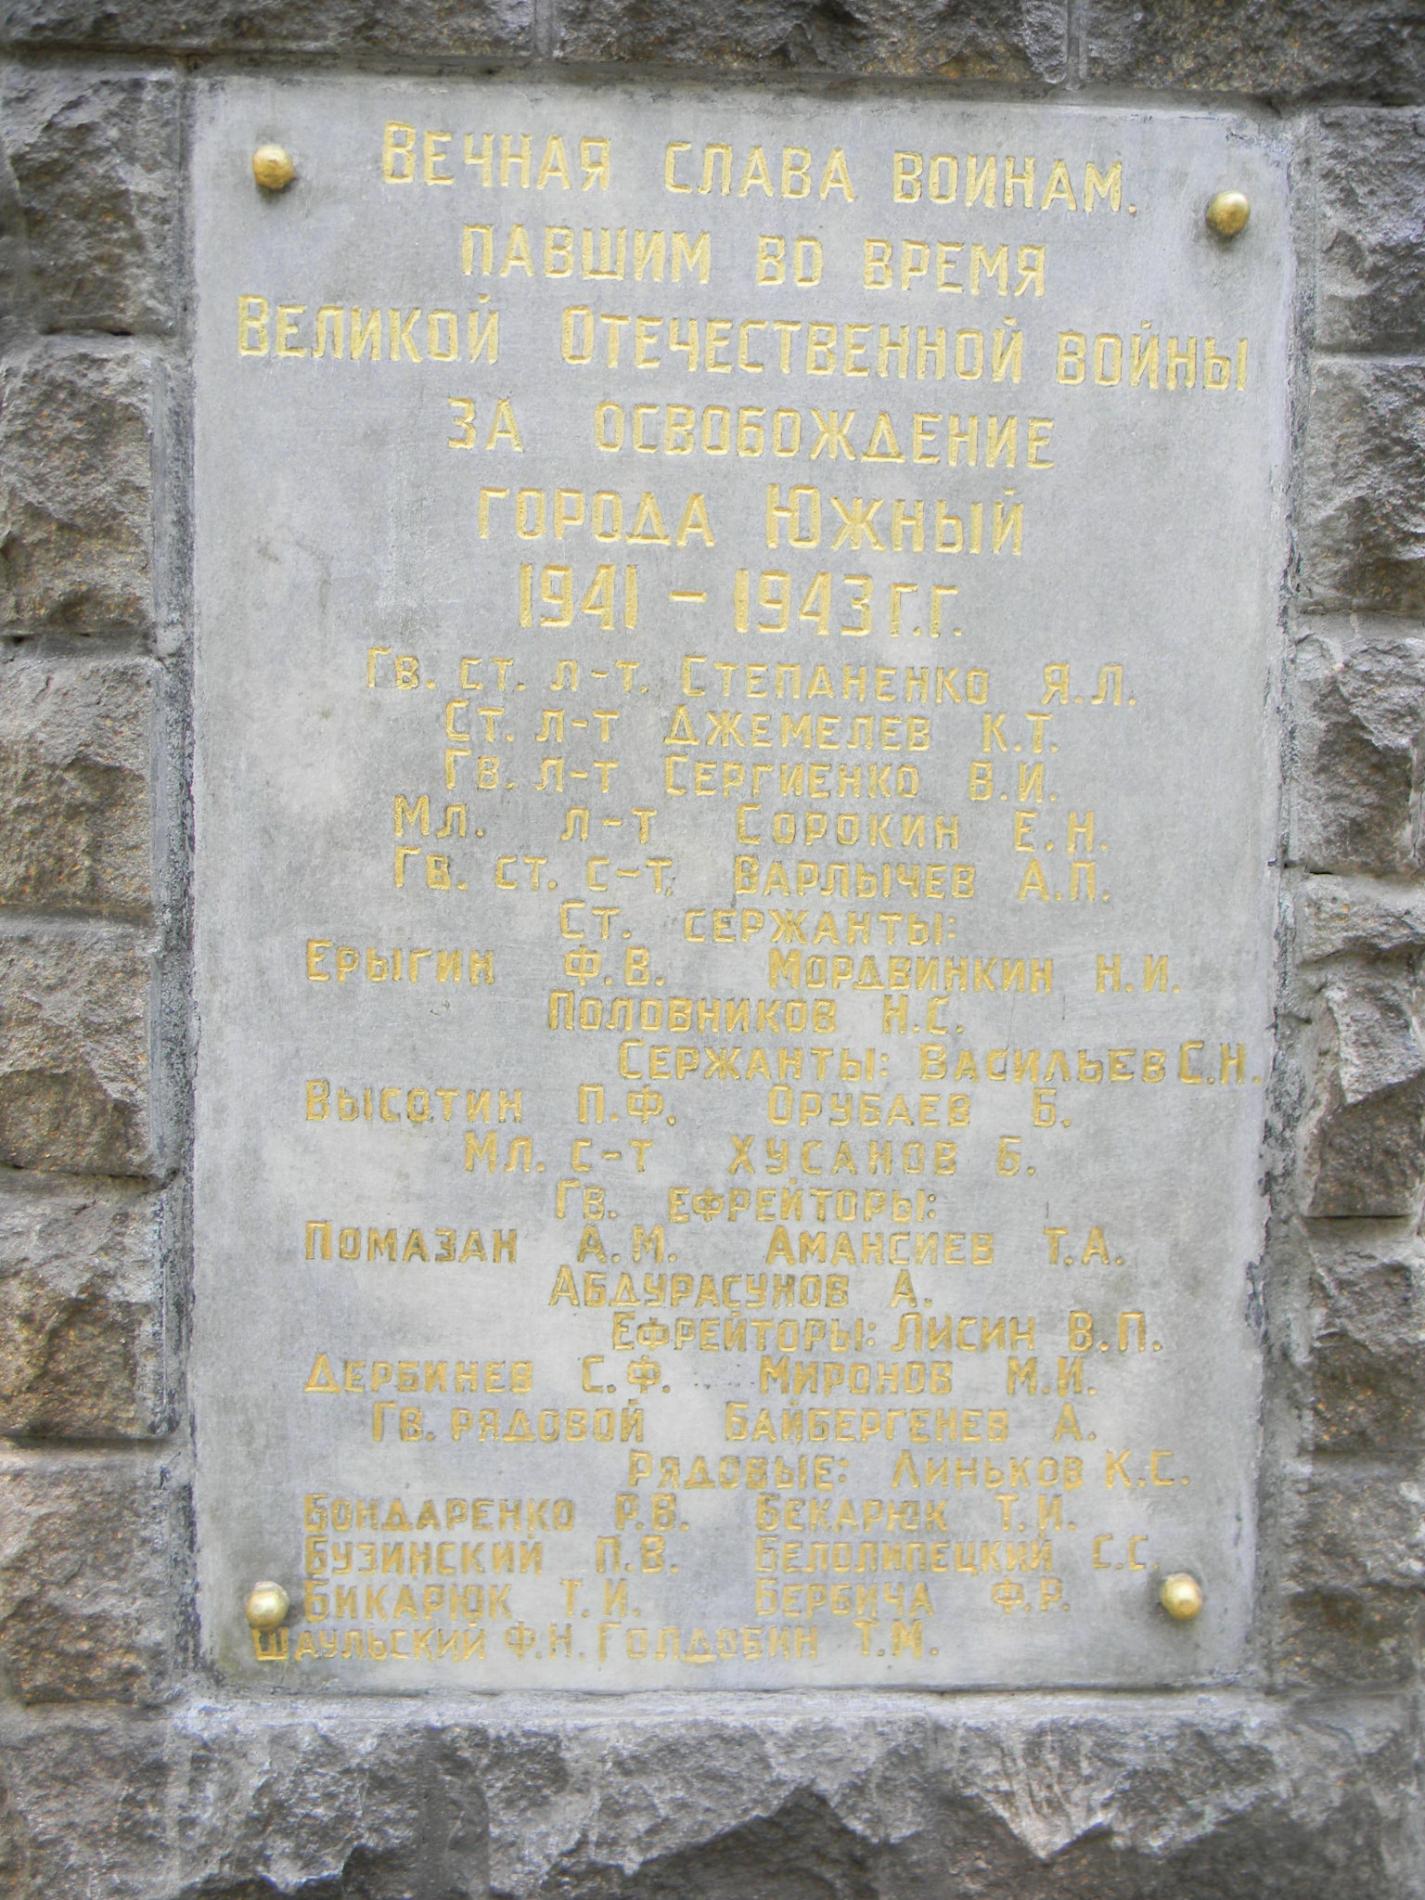 Вечная слава воинам.
павшим во время
Великой Отечественной войны
за освобождение
города Южный
1941 - 1943 г.г.
Гв. ст. л-т. Степаненко Я.Л.
Ст. л-т Джемелев К.Т.
Гв. л-т Сергиенко В.И.
Мл. л-т Сорокин Е.Н.
Гв. ст. с-т. Варлычев А.П.
Ст. сержанты:
Ерыгин Ф.В. Мордвинкин Н.И.
Половников Н.С.
Сержанты: Васильев С.Н.
Высотин П.Ф. Орубаев Б.
Мл. с-т Хусанов Б.
Гв. ефрейторы:
Помазан А.М. Амансиев Т.А.
Абдурасунов А.
Ефрейторы: Лисин В.П.
Дербинев С.Ф. Миронов М.И.
Гв. рядовой Байбергенев А.
Рядовые: Линьков К.С.
Бондаренко Р.В. Бекарюк Т.И.
Бузинский П.В. Белолипецкий С.С.
Бикарюк Т.И. Бербича Ф.Р.
Шаульский Ф.Н. Голдобин Т.М.